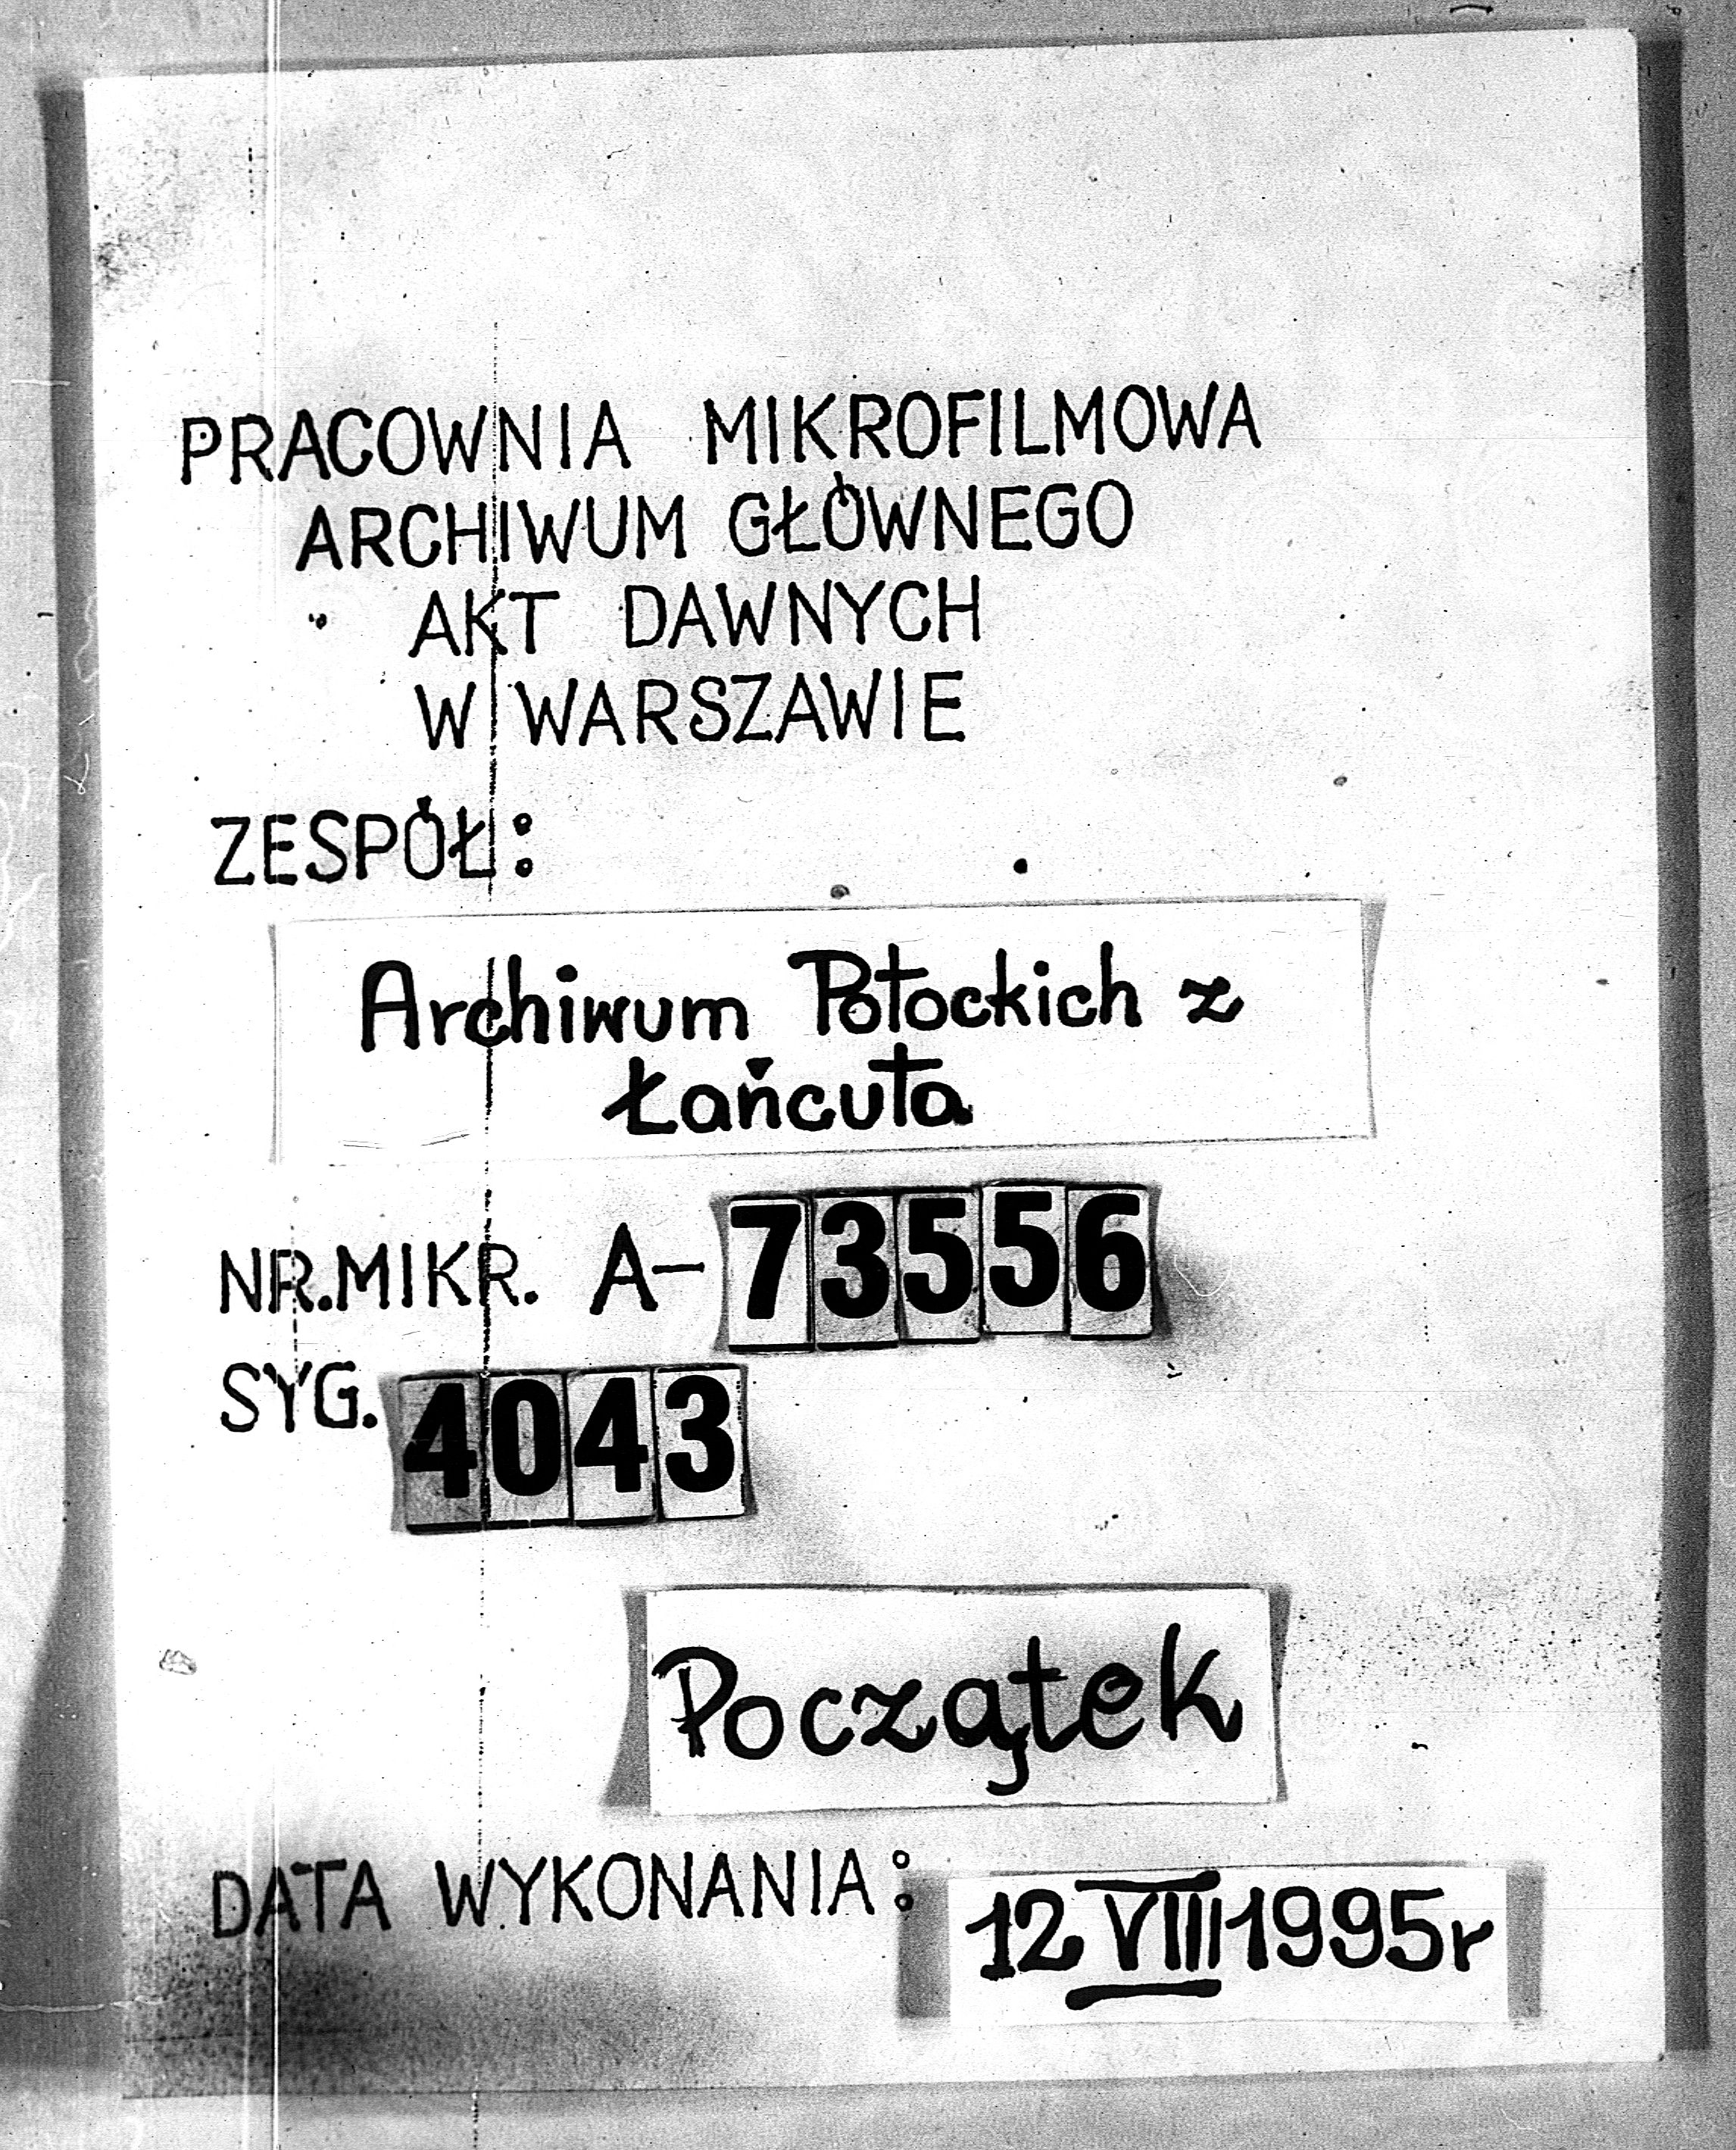 PRACOWNIA MIKROFILMOWA
ARCHIWUM GŁÓWNEGO
AKT DAWNYCH
W WARSZAWIE
ZESPÓŁ:
Archiwum Potockich z
Łańcuta
NR.MIKR. A-73556
SYG. 4043
Początek
DATA WYKONANIA: 12 VIII 1995r